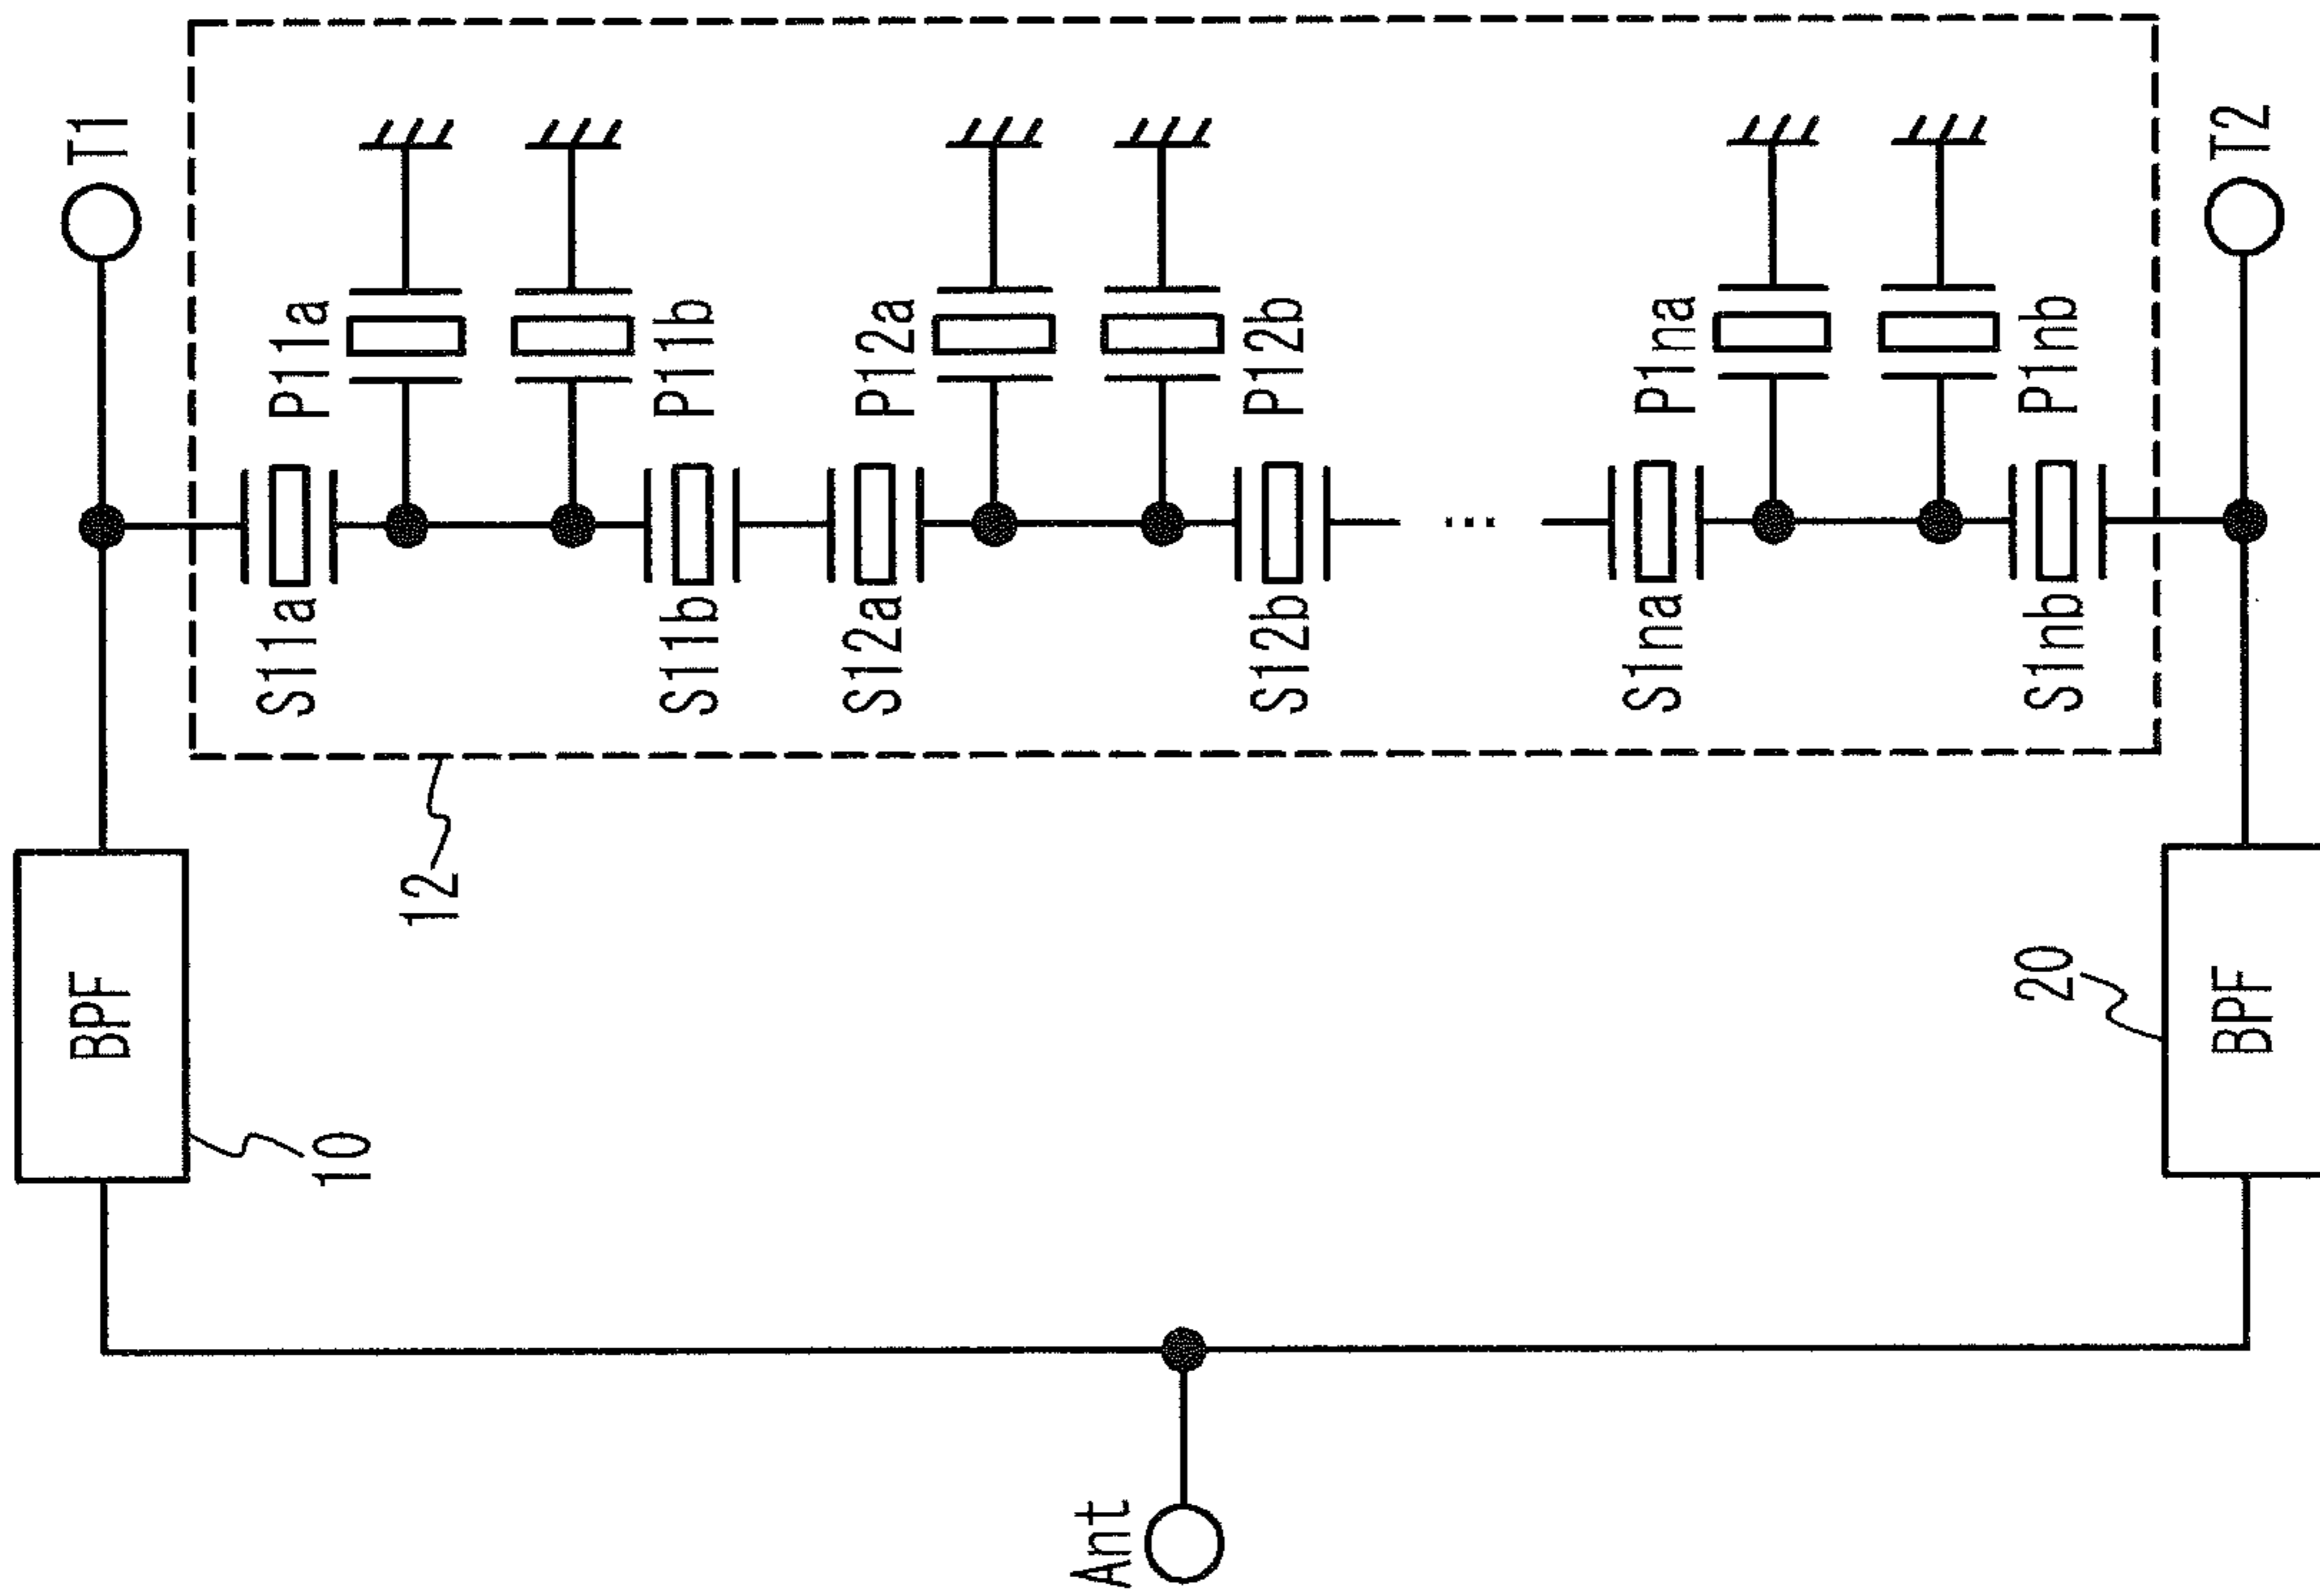 T1
P11a
P11b
P12a
P12b
P1na
P1nb
T2
S11a
S11b
S12a
S12b
...
S1na
S1nb
12
BPF
10
20
BPF
Ant